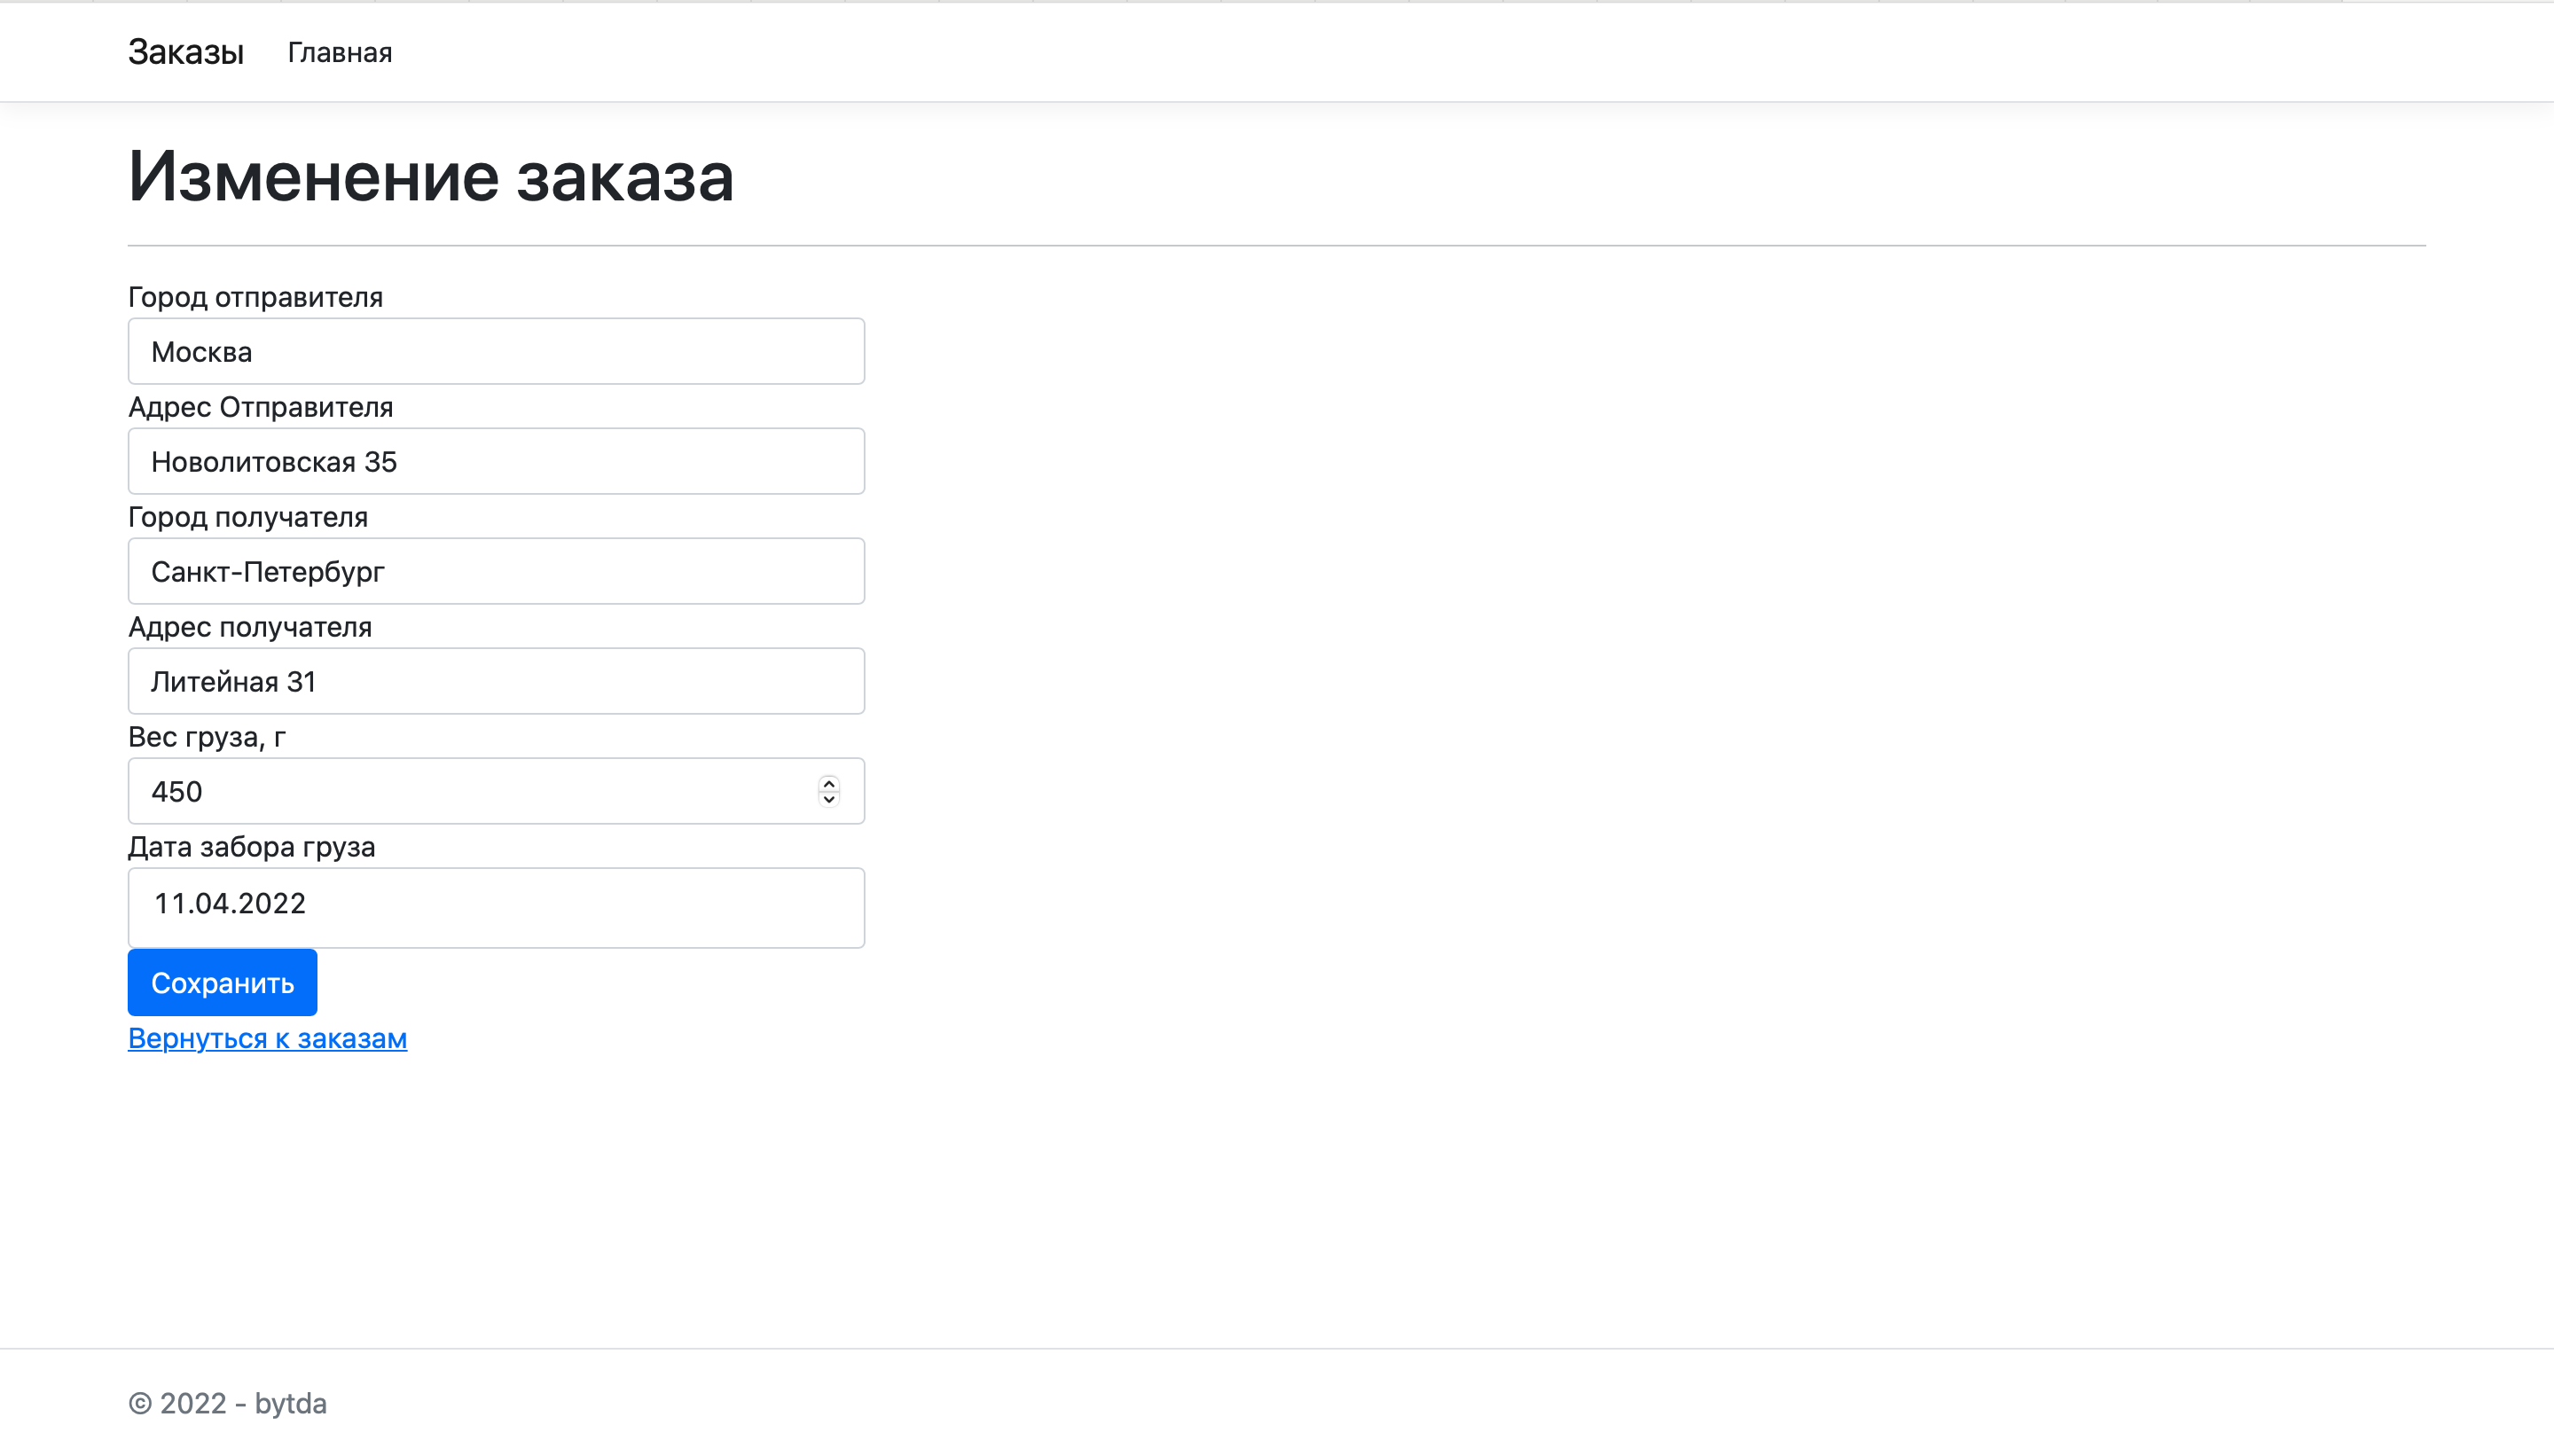 Заказы Главная
Изменение заказа
Город отправителя
Москва
Адрес Отправителя
Новолитовская 35
Город получателя
Санкт-Петербург
Адрес получателя
Литейная 31
Вес груза, г
450
Дата забора груза
11.04.2022
Сохранить
Вернуться к заказам
© 2022 - bytda